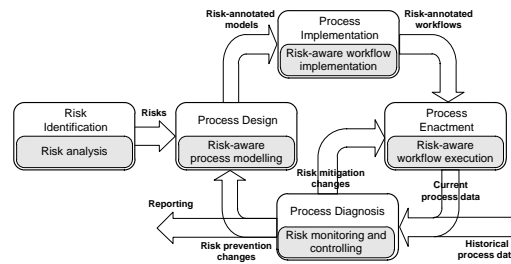 Risk-annotated
models
Process
Implementation
Risk-aware workflow
implementation
Risk-annotated
workflows
Risk
Identification
Risk analysis
Risks
Process Design
Risk-aware
process modelling
Process
Enactment
Risk-aware
workflow execution
Risk mitigation
changes
Current
process data
Reporting
Process Diagnosis
Risk monitoring and
controlling
Risk prevention
changes
Historical
process data